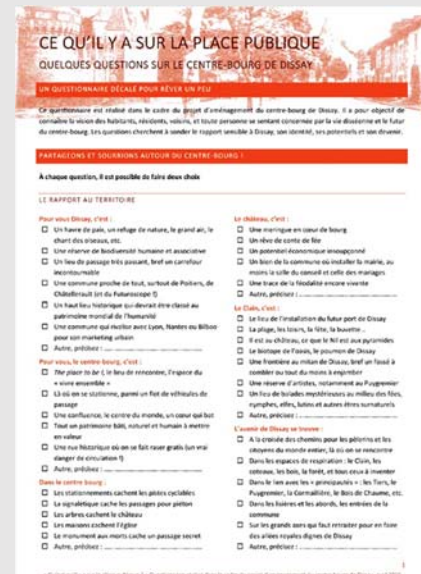 CE QU'IL Y A SUR LA PLACE PUBLIQUE
QUELQUES QUESTIONS SUR LE CENTRE-BOURG DE DISSAY
UN QUESTIONNAIRE DÉCALÉ POUR RÊVER UN PEU
Ce questionnaire est réalisé dans le cadre du projet d'aménagement du centre-bourg de Dissay. Il a pour objectif de
connaître la vision des habitants, résidents, voisins, et toute personne se sentant concernée par la vie disséenne et le futur
du centre-bourg. Les questions cherchent à sonder le rapport sensible à Dissay, son identité, ses potentiels et son devenir.
PARTAGEONS ET SOURIONS AUTOUR DU CENTRE-BOURG !
À chaque question, il est possible de faire deux choix
LE RAPPORT AU TERRITOIRE
Pour vous Dissay, c'est :
Un havre de paix, un refuge de nature, le grand air, le
chant des oiseaux, etc.
Une réserve de biodiversité humaine et associative
Un lieu de passage très passant, bref un carrefour
incontournable
Une commune proche de tout, surtout de Poitiers, de
Châtellerault (et du Futuroscope !)
Un haut lieu historique qui devrait être classé au
patrimoine mondial de l'humanité
Une commune qui rivalise avec Lyon, Nantes ou Bilbao
pour son marketing urbain
Autre, précisez : 
Pour vous, le centre-bourg, c'est :
The place to be !, le lieu de rencontre, l'espace du
« vivre ensemble »
Là où on se stationne, parmi un flot de véhicules de
passage
Une confluence, le centre du monde, un cœur qui bat
Tout un patrimoine bâti, naturel et humain à mettre
en valeur
Une rue historique où on se fait raser gratis (un vrai
danger de circulation !)
Autre, précisez : 
Dans le centre bourg :
Les stationnements cachent les pistes cyclables
La signalétique cache les passages pour piéton
Les arbres cachent le château
Les maisons cachent l'église
Le monument aux morts cache un passage secret
Autre, précisez : 
Le château, c'est :
Une meringue en cœur de bourg
Un rêve de conte de fée
Un potentiel économique insoupçonné
Un bien de la commune où installer la mairie, au
moins la salle du conseil et celle des mariages
Une trace de la féodalité encore vivante
Autre, précisez : 
Le Clain, c'est :
Le lieu de l'installation du futur port de Dissay
La plage, les loisirs, la fête, la buvette ..
Il est au château, ce que le Nil est aux pyramides
Le biotope de l'oasis, le poumon de Dissay
Une frontière au mitan de Dissay, bref un fossé à
combler ou tout du moins à enjamber
Une réserve d'artistes, notamment au Puygremier
Un lieu de balades mystérieuses au milieu des fées,
nymphes, elfes, lutins et autres êtres surnaturels
Autre, précisez : 
L'avenir de Dissay se trouve :
A la croisée des chemins pour les pèlerins et les
citoyens du monde entier, là où on se rencontre
Dans les espaces de respiration : le Clain, les
coteaux, les bois, la forêt, et tous ceux à inventer
Dans le lien avec les « principautés » : les Tiers, le
Puygremier, la Cormaillère, le Bois de Chaume, etc.
Dans les lisières et les abords, les entrées de la
commune
Sur les grands axes qui faut retracer pour en faire
des allées royales dignes de Dissay
Autre, précisez : 
1